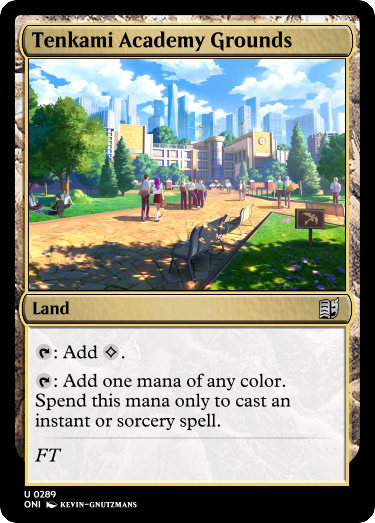 Tenkami Academy Grounds
Land
: Add .
: Add one mana of any color.
Spend this mana only to cast an
instant or sorcery spell.
FT
U 0289
ONI KEVIN-GNUTZMANS